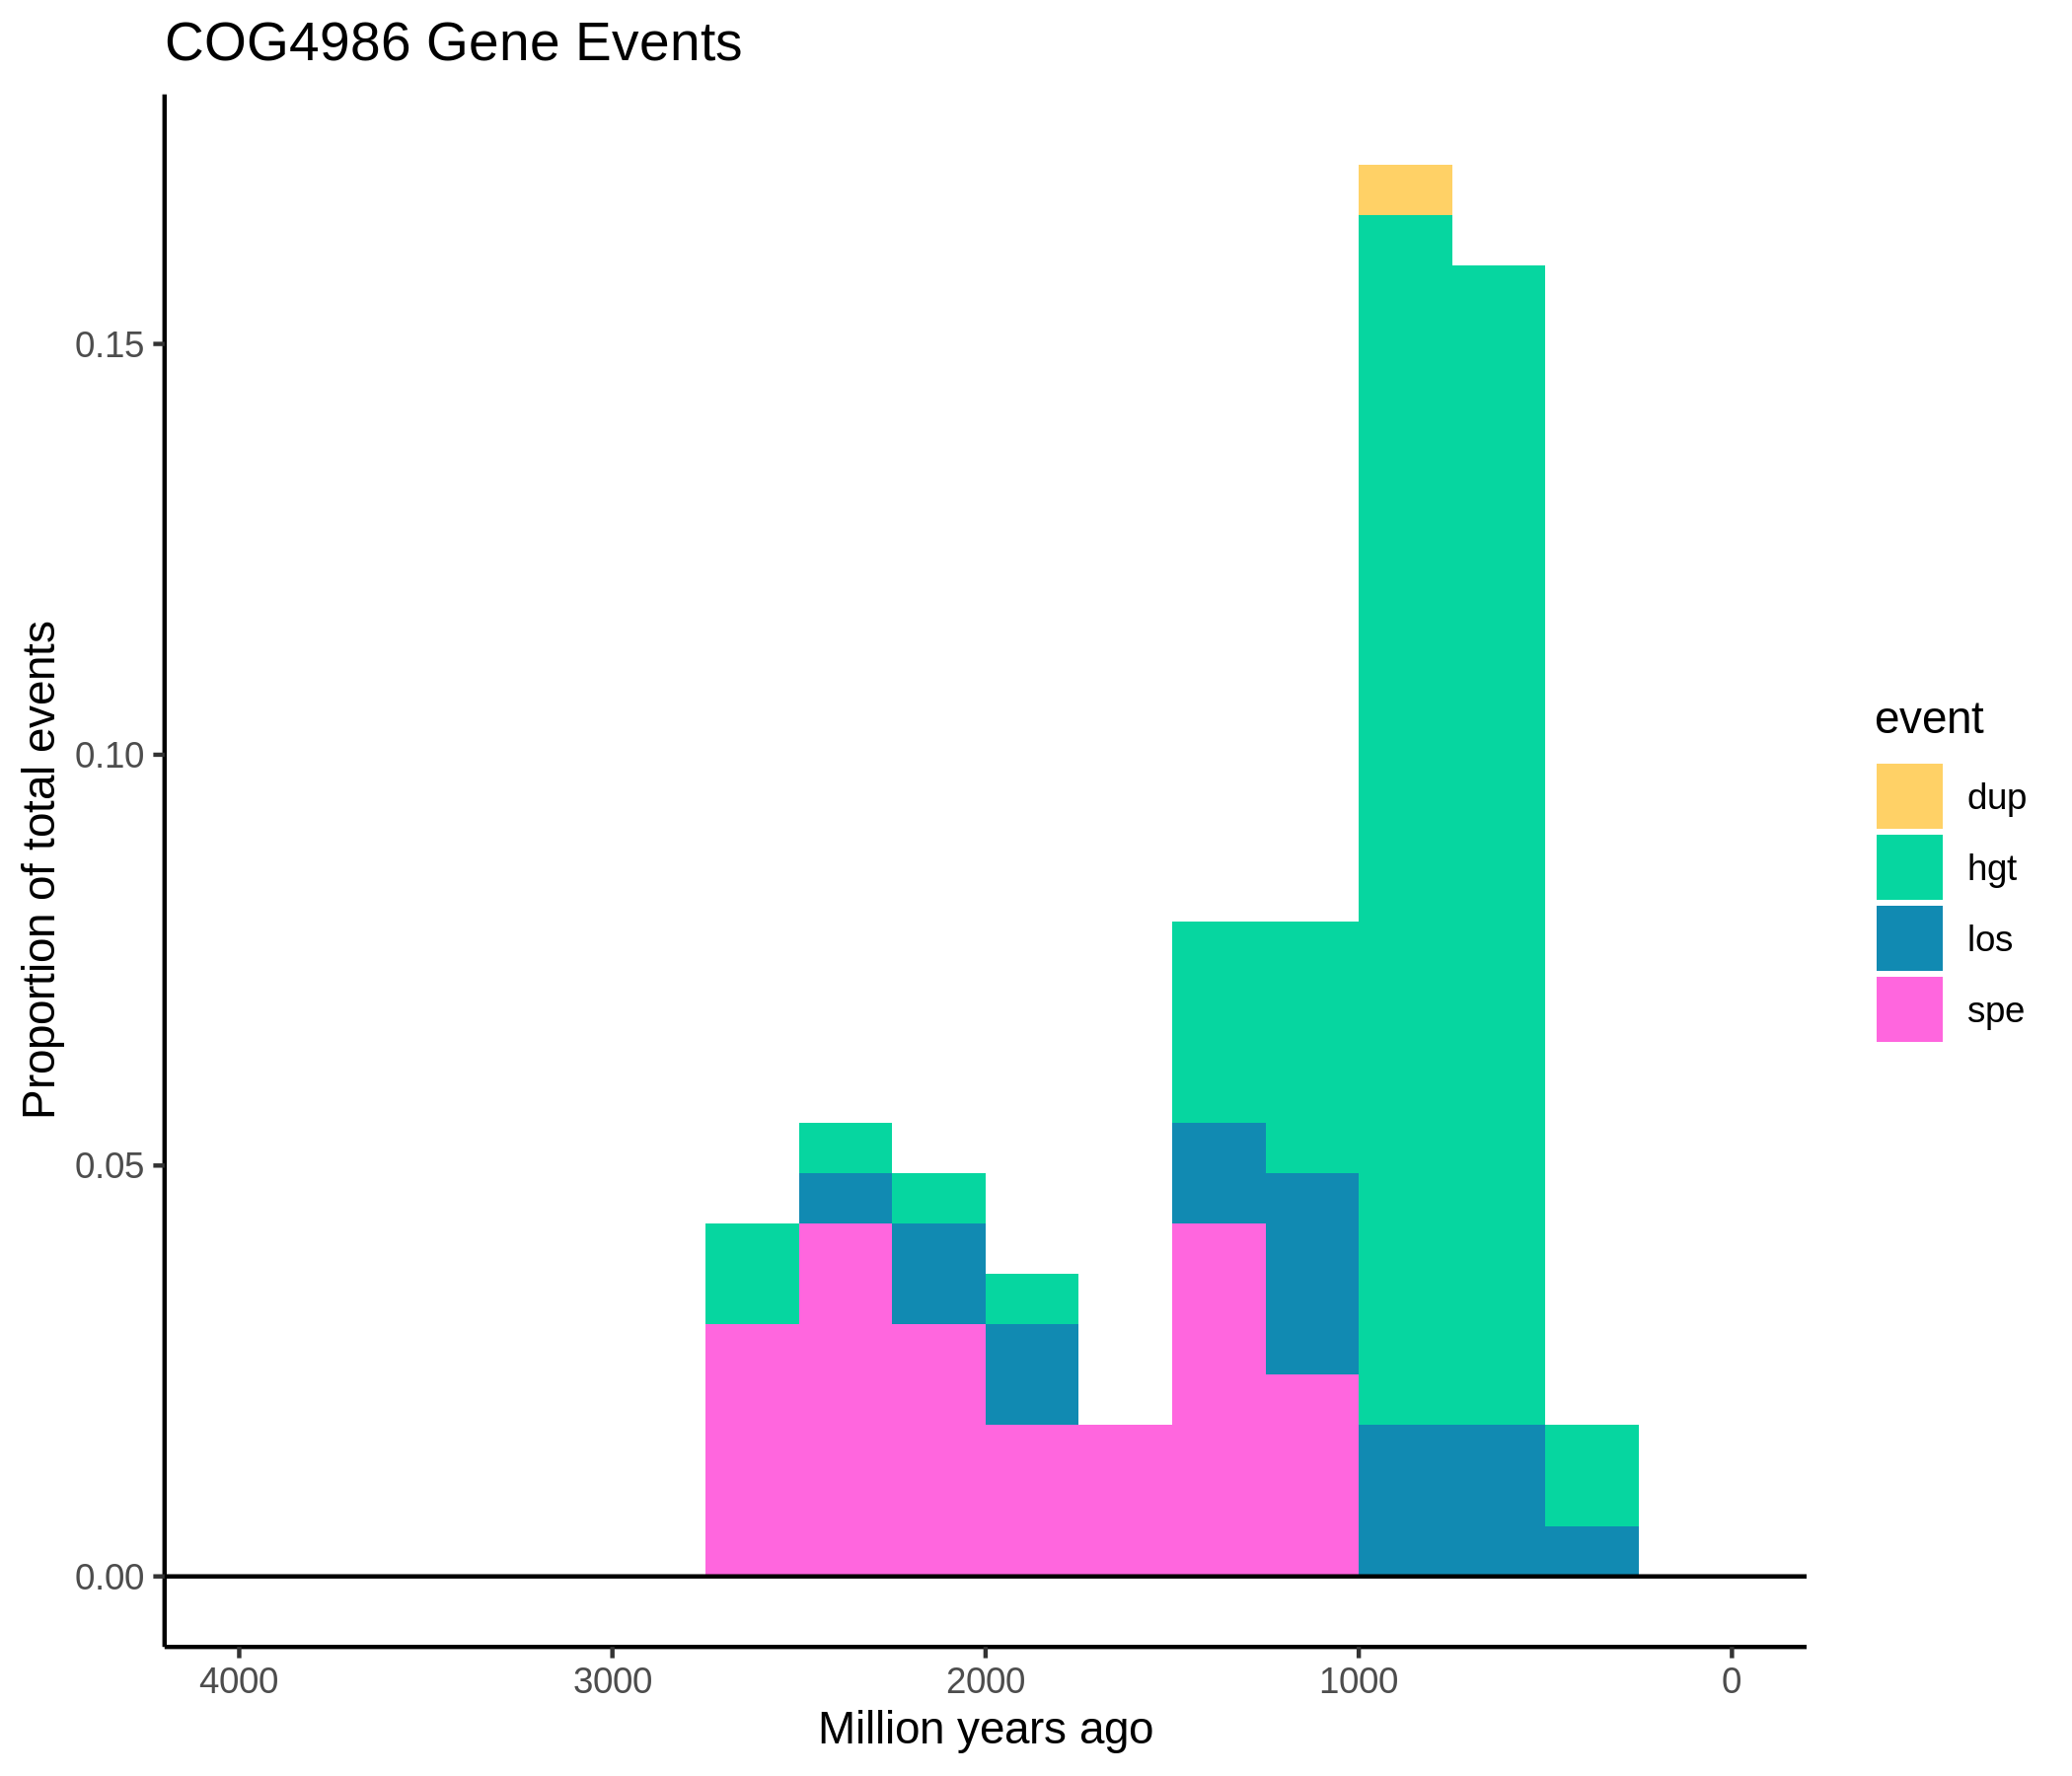 COG4986 Gene Events
Proportion of total events
0.15
0.10
0.05
0.00
4000 3000 2000 1000 0
Million years ago
event
dup
hgt
los
spe